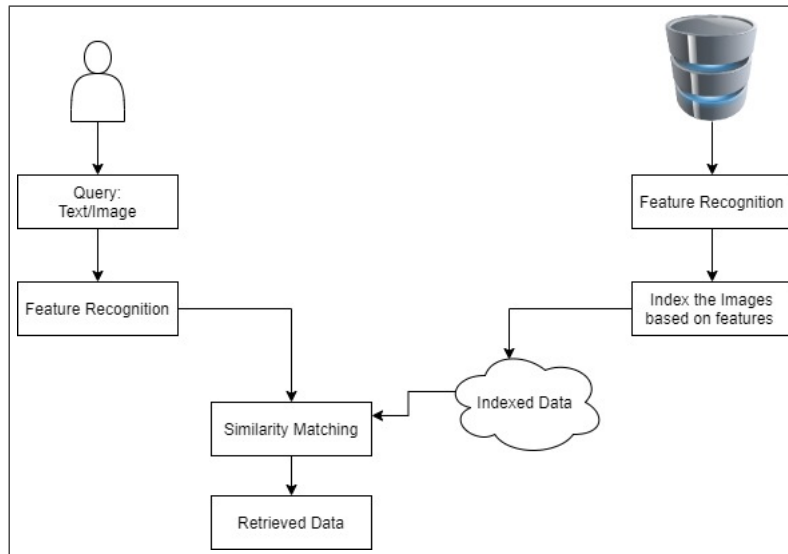 Query:
Text/Image
Feature Recognition
Feature Recognition
Index the Images
based on features
Indexed Data
Similarity Matching
Retrieved Data